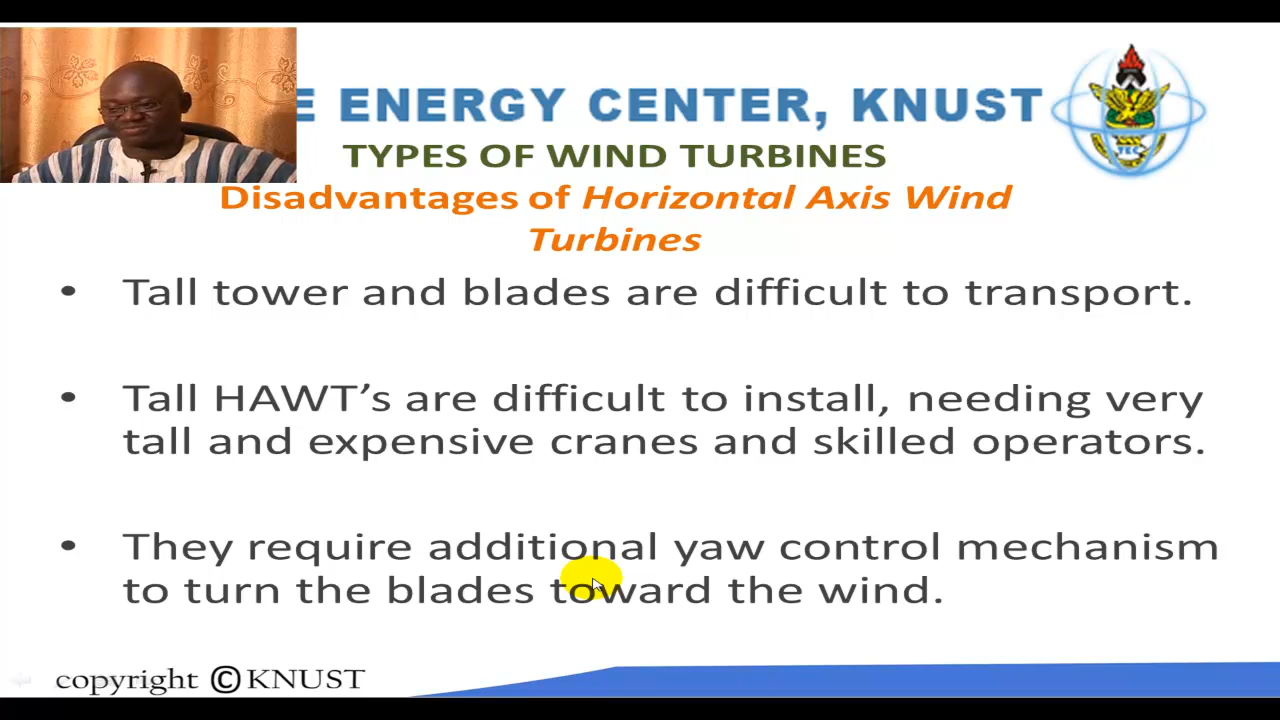 E ENERGY CENTER, KNUST
TYPES OF WIND TURBINES
Disadvantages of Horizontal Axis Wind
Turbines
• Tall tower and blades are difficult to transport.
• Tall HAWT’s are difficult to install, needing very
tall and expensive cranes and skilled operators.
• They require additional yaw control mechanism
to turn the blades toward the wind.
copyright ©KNUST
TEC